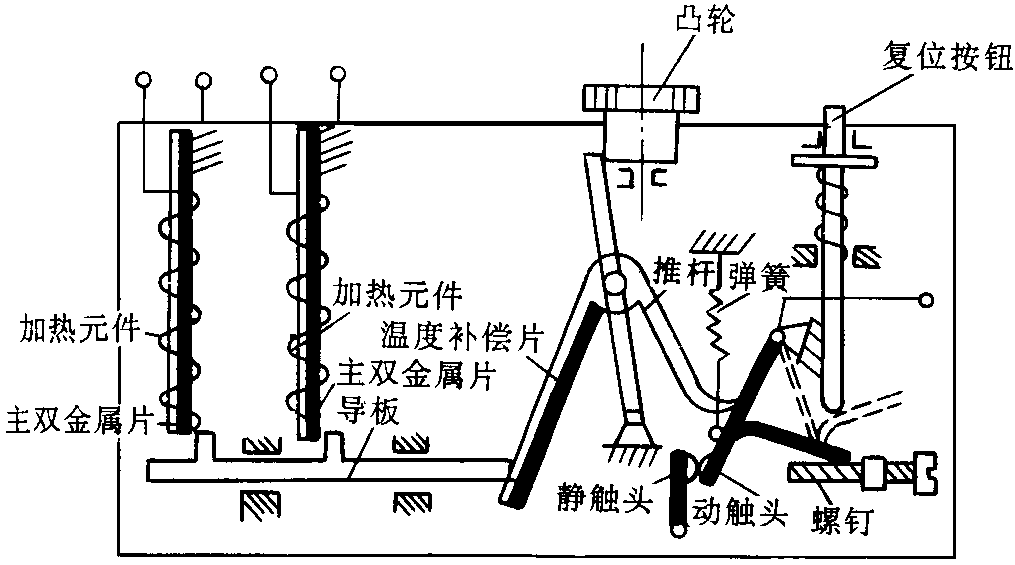 凸轮
复位按钮
推杆
弹簧
加热元件
加热元件
温度补偿片
主双金属片
主双金属片
导板
静触头
动触头
螺钉